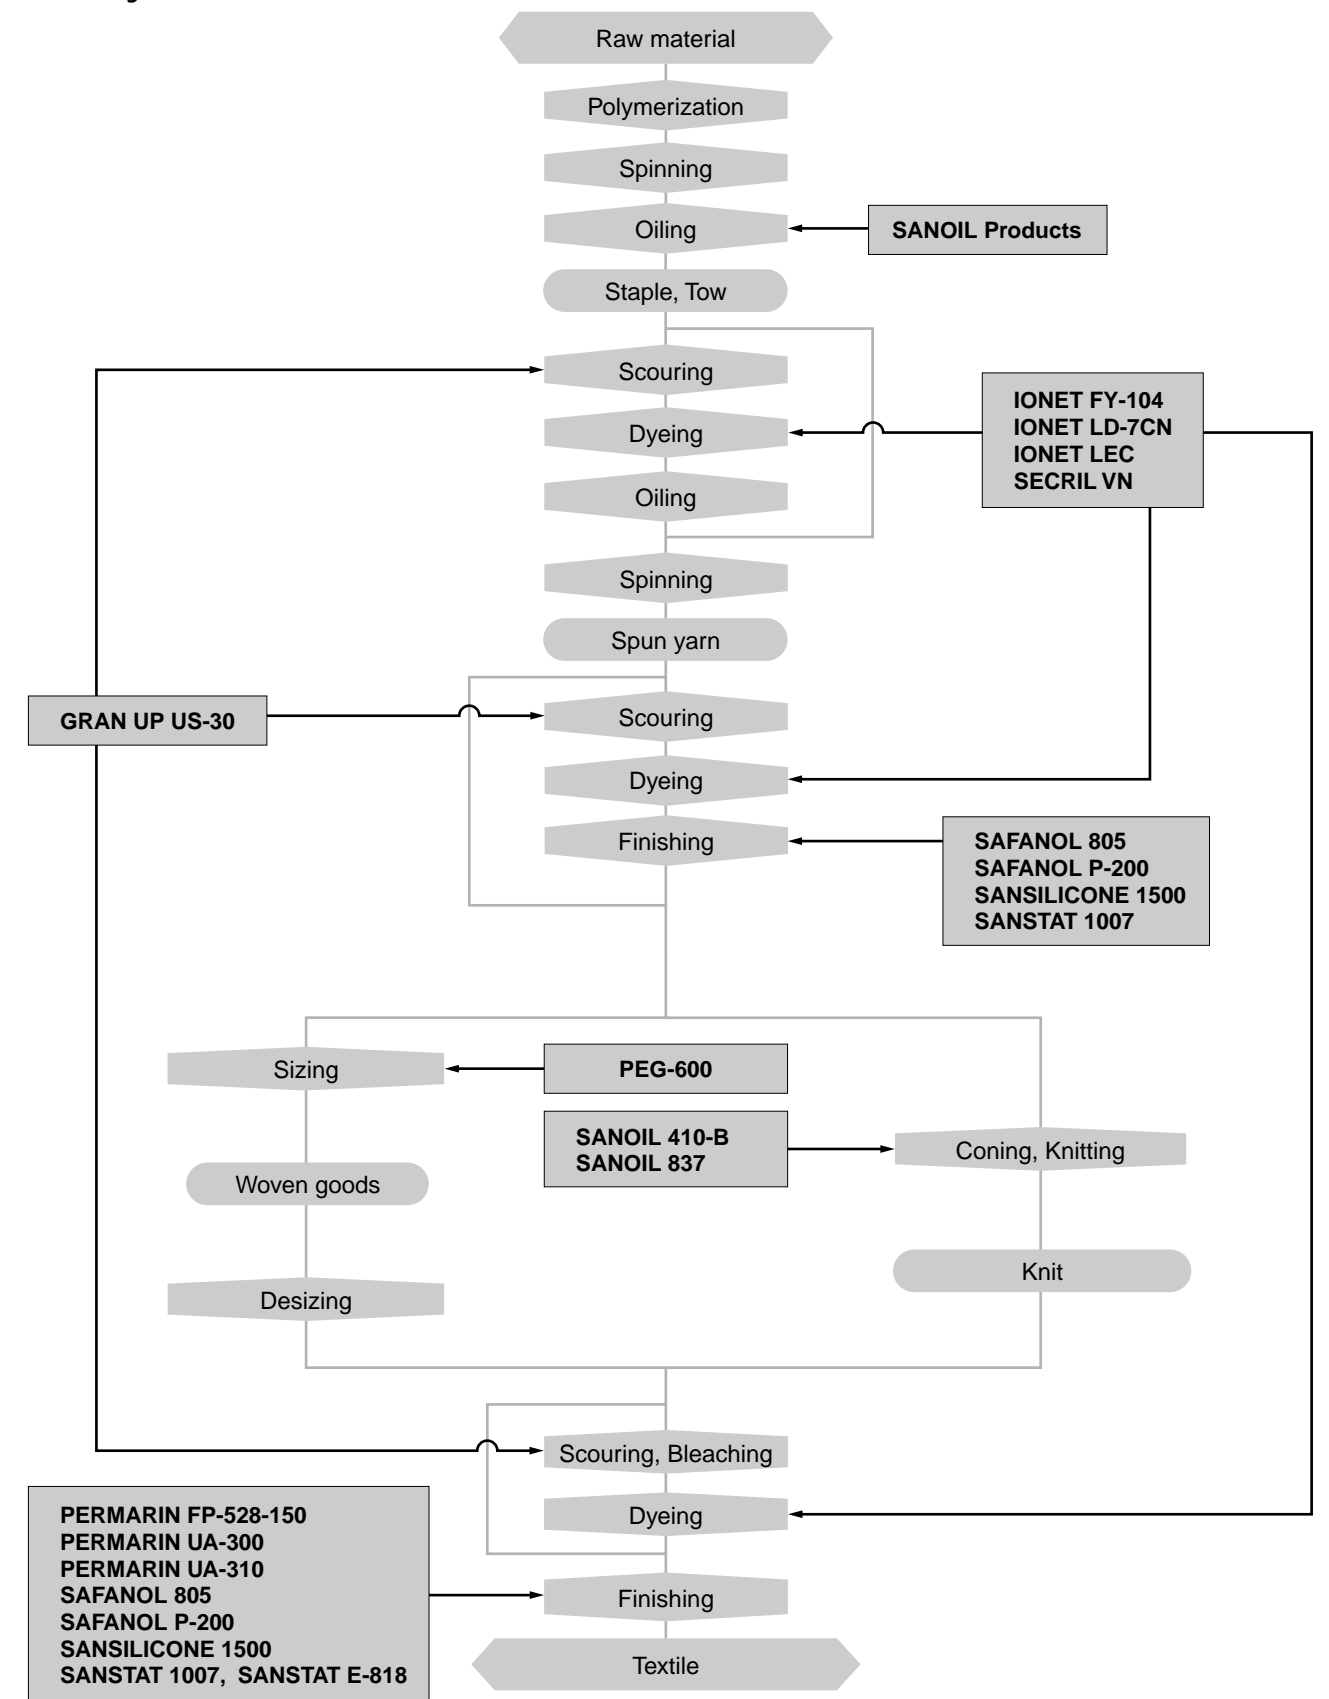 Raw material
Polymerization
Spinning
Oiling
SANOIL Products
Staple, Tow
Scouring
Dyeing
IONET FY-104
IONET LD-7CN
IONET LEC
SECRIL VN
Oiling
Spinning
Spun yarn
GRAN UP US-30
Scouring
Dyeing
Finishing
SAFANOL 805
SAFANOL P-200
SANSILICONE 1500
SANSTAT 1007
Sizing
PEG-600
SANOIL 410-B
SANOIL 837
Coning, Knitting
Woven goods
Knit
Desizing
Scouring, Bleaching
Dyeing
PERMARIN FP-528-150
PERMARIN UA-300
PERMARIN UA-310
SAFANOL 805
SAFANOL P-200
SANSILICONE 1500
SANSTAT 1007, SANSTAT E-818
Finishing
Textile